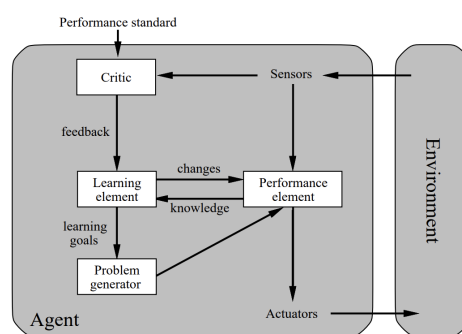 Performance standard
Critic
Sensors
feedback
changes
Learning
element
Performance
element
knowledge
learning
goals
Problem
generator
Agent
Actuators
Environment